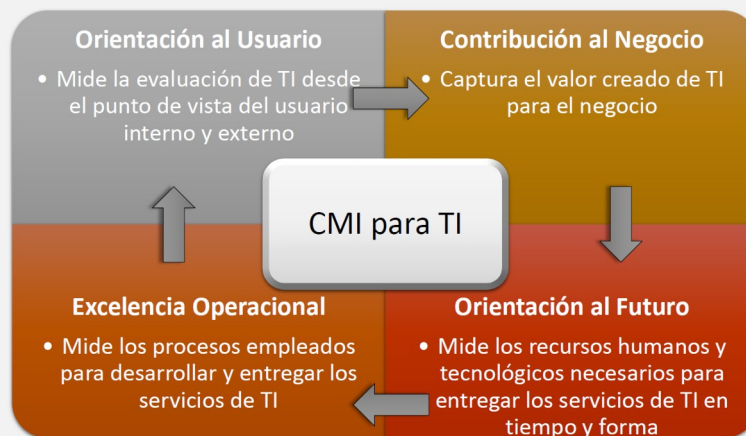 Orientación al Usuario
• Mide la evaluación de TI desde
el punto de vista del usuario
interno y externo
Contribución al Negocio
• Captura el valor creado de TI
para el negocio
CMI para TI
Excelencia Operacional
• Mide los procesos empleados
para desarrollar y entregar los
servicios de TI
Orientación al Futuro
• Mide los recursos humanos y
tecnológicos necesarios para
entregar los servicios de TI en
tiempo y forma